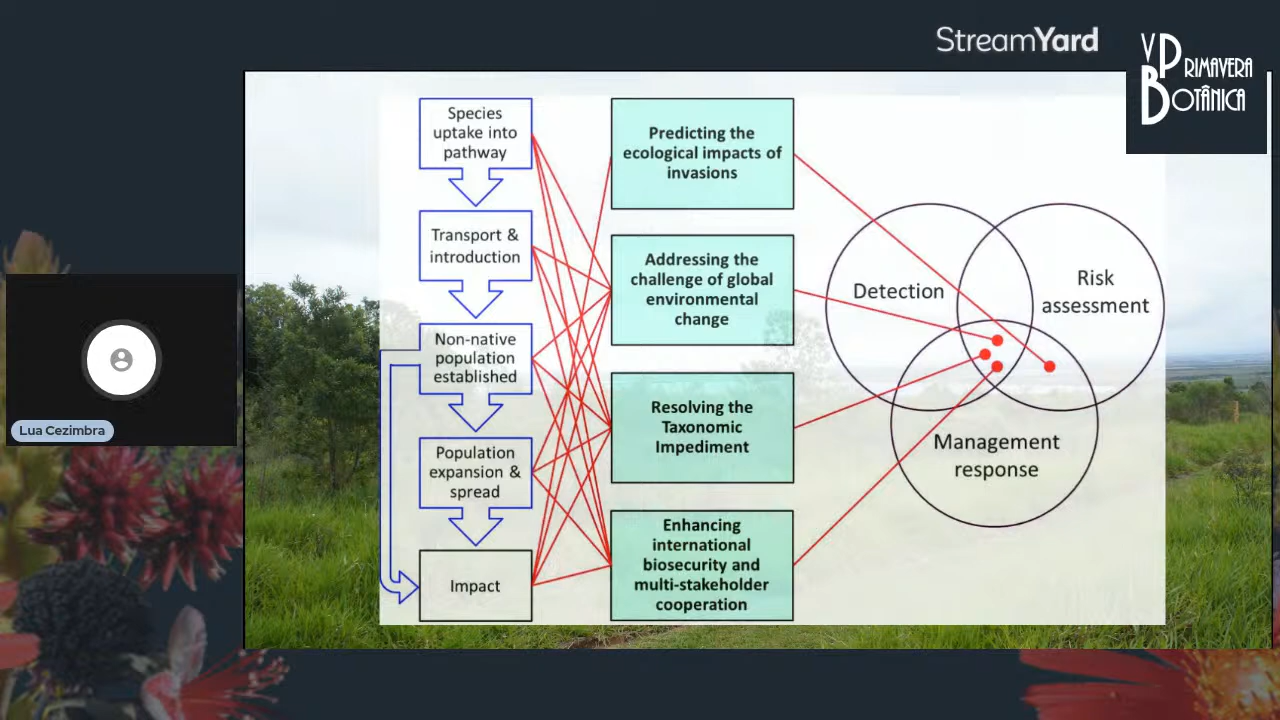 StreamYard
V PRIMAVERA
BOTÂNICA
Species
uptake into
pathway
Transport &
introduction
Non-native
population
established
Population
expansion &
spread
Impact
Predicting the
ecological impacts of
invasions
Addressing the
challenge of global
environmental
change
Resolving the
Taxonomic
Impediment
Enhancing
international
biosecurity and
multi-stakeholder
cooperation
Detection
Risk
assessment
Management
response
Lua Cezimbra